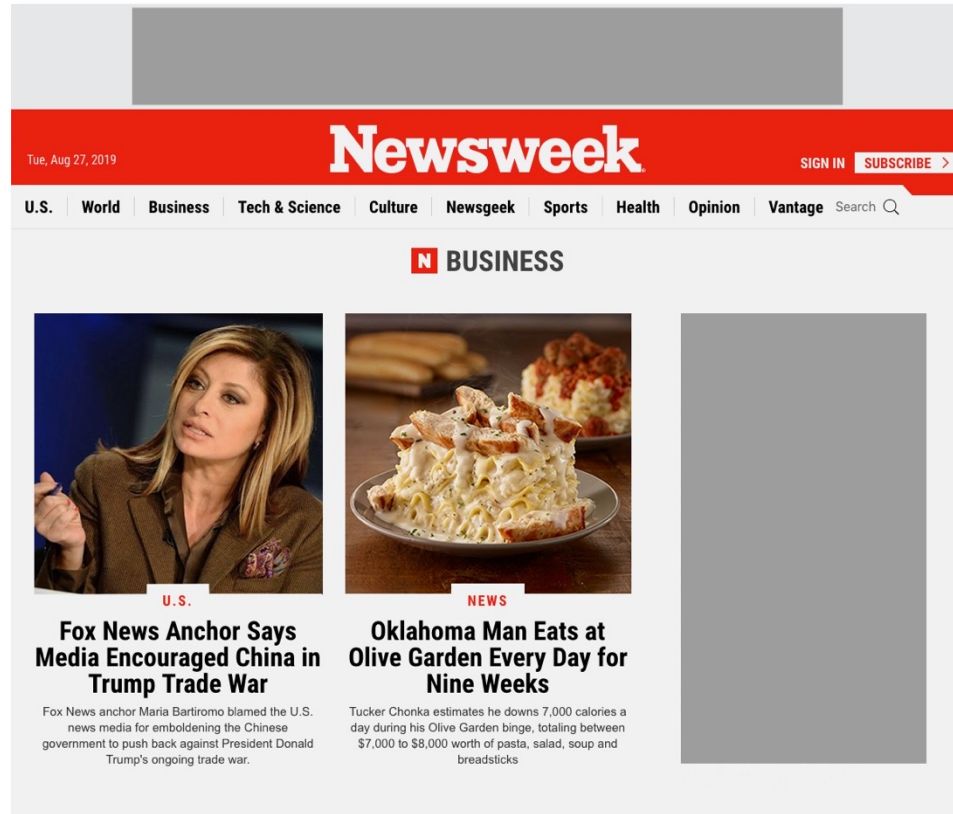 Newsweek
Tue, Aug 27, 2019
SIGN IN SUBSCRIBE >
U.S. World Business Tech & Science Culture Newsgeek Sports Health Opinion Vantage Search
N BUSINESS
U.S.
Fox News Anchor Says
Media Encouraged China in
Trump Trade War
Fox News anchor Maria Bartiromo blamed the U.S.
news media for emboldening the Chinese
government to push back against President Donald
Trump's ongoing trade war.
NEWS
Oklahoma Man Eats at
Olive Garden Every Day for
Nine Weeks
Tucker Chonka estimates he downs 7,000 calories a
day during his Olive Garden binge, totaling between
$7,000 to $8,000 worth of pasta, salad, soup and
breadsticks